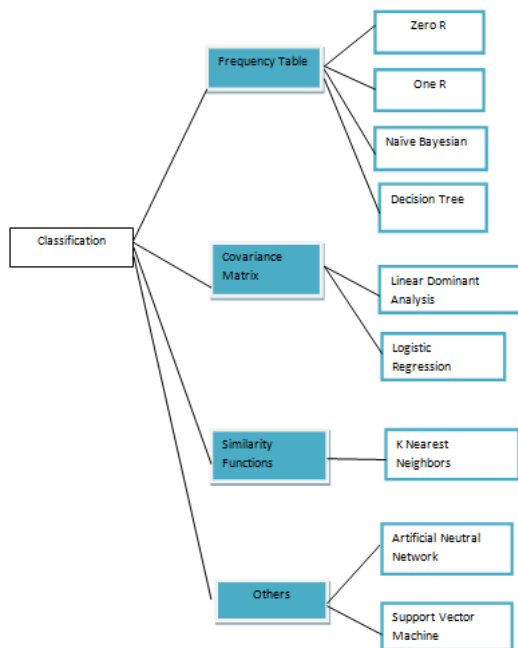 Zero R
Frequency Table
One R
Naïve Bayesian
Decision Tree
Classification
Covariance
Matrix
Linear Dominant
Analysis
Logistic
Regression
Similarity
Functions
K Nearest
Neighbors
Artificial Neutral
Network
Others
Support Vector
Machine